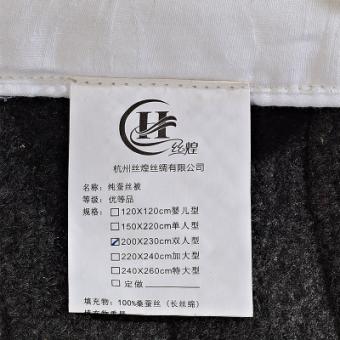 H
丝煌
杭州丝煌丝绸有限公司
名称：纯蚕丝被
等级：优等品
规格：□120X120cm婴儿型
□150X220cm单人型
☑200X230cm双人型
□220X240cm加大型
□240X260cm特大型
□定做
填充物：100%桑蚕丝（长丝绵）